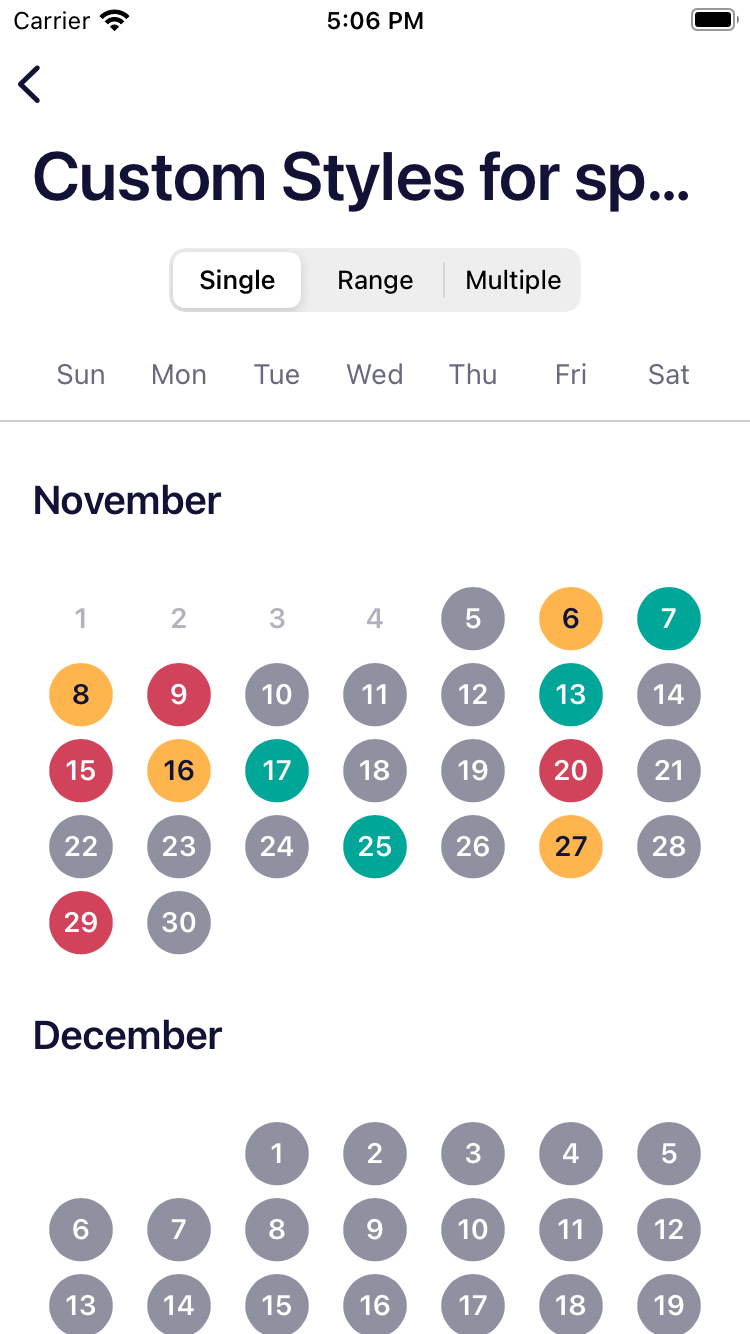 Carrier 5:06 PM
Custom Styles for sp...
Single Range Multiple
Sun Mon Tue Wed Thu Fri Sat
November
1 2 3 4 5 6 7
8 9 10 11 12 13 14
15 16 17 18 19 20 21
22 23 24 25 26 27 28
29 30
December
1 2 3 4 5
6 7 8 9 10 11 12
13 14 15 16 17 18 19